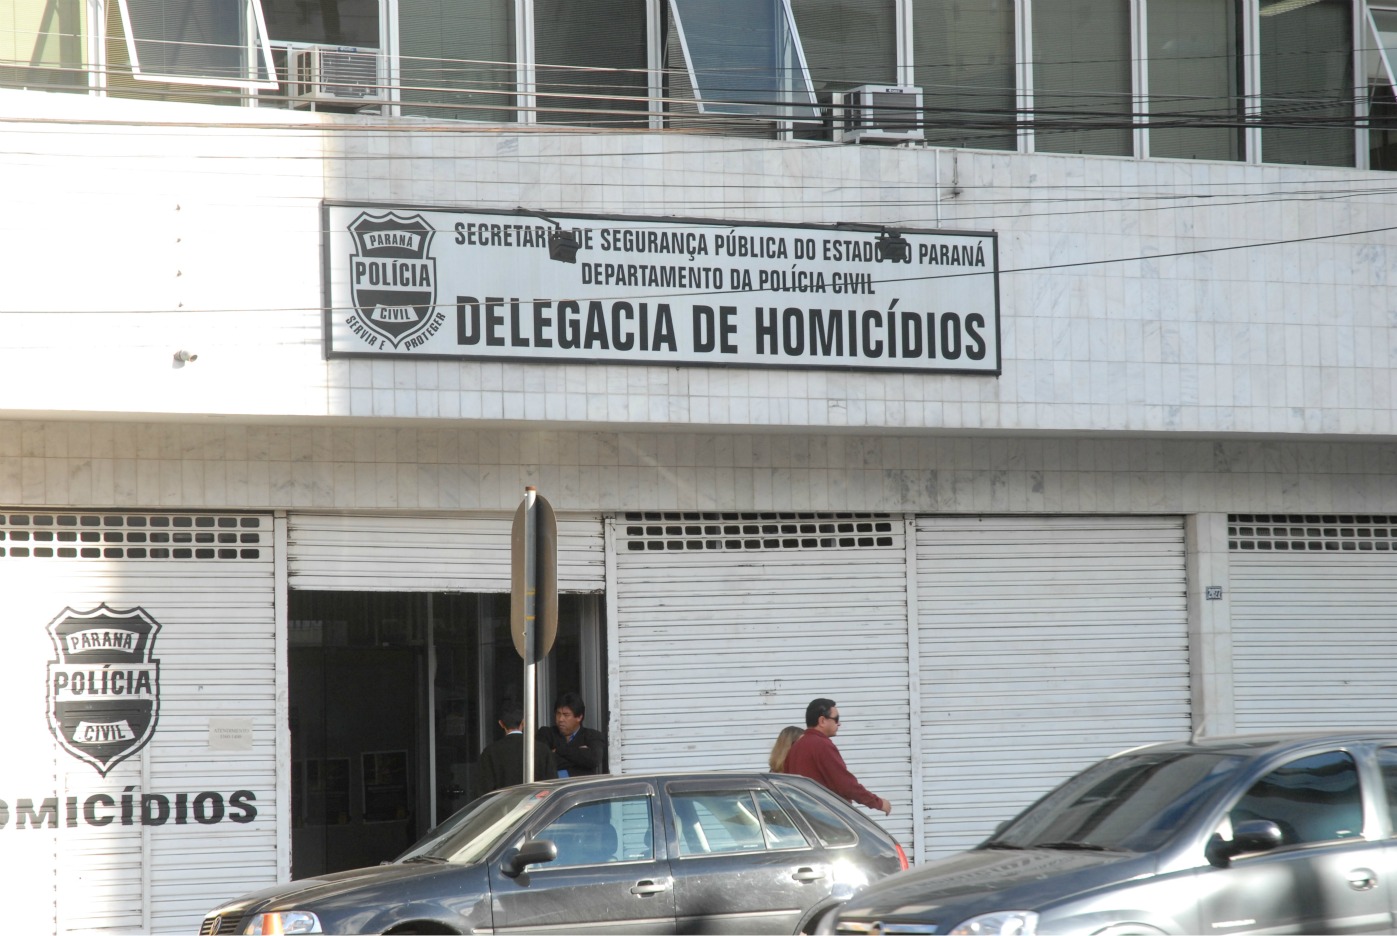 PARANÁ
POLÍCIA
CIVIL
SERVIR E PROTEGER
SECRETARIA DE SEGURANÇA PÚBLICA DO ESTADO DO PARANÁ
DEPARTAMENTO DA POLÍCIA CIVIL
DELEGACIA DE HOMICÍDIOS
PARANÁ
POLÍCIA
CIVIL
OMICÍDIOS
ATENDIMENTO